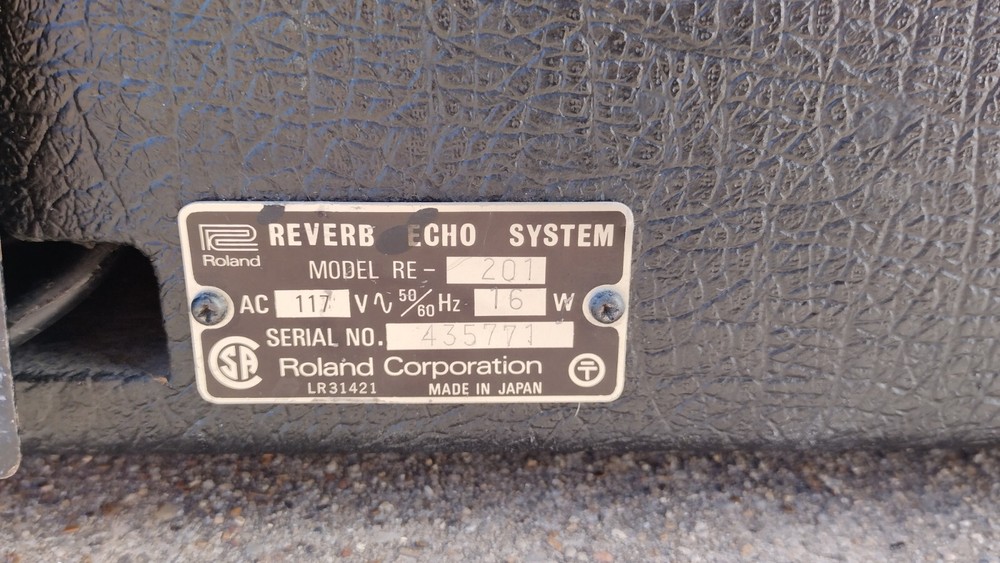 REVERB ECHO SYSTEM
Roland
MODEL RE- 201
AC 117 V∿ 50/60 Hz 16 W
SERIAL NO. 435771
SA
Roland Corporation
LR31421 MADE IN JAPAN